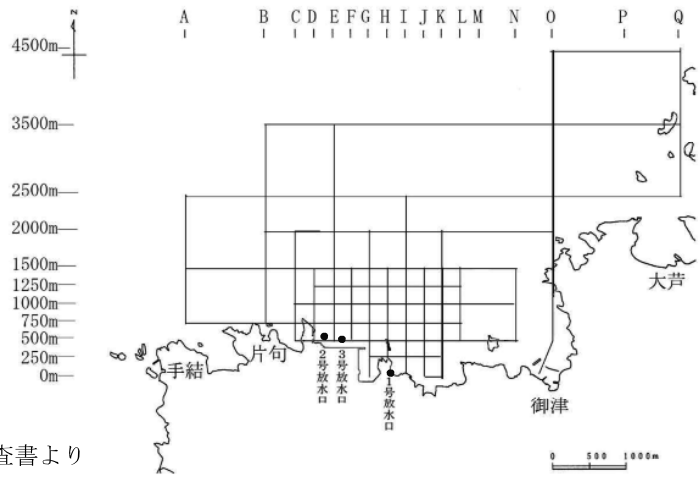 N
A B C D E F G H I J K L M N O P Q
4500m
3500m
2500m
2000m
1500m
1250m
1000m
750m
500m
250m
0m
大芦
片句
手結
2号放水口
3号放水口
1号放水口
御津
査書より
0 500 1000m